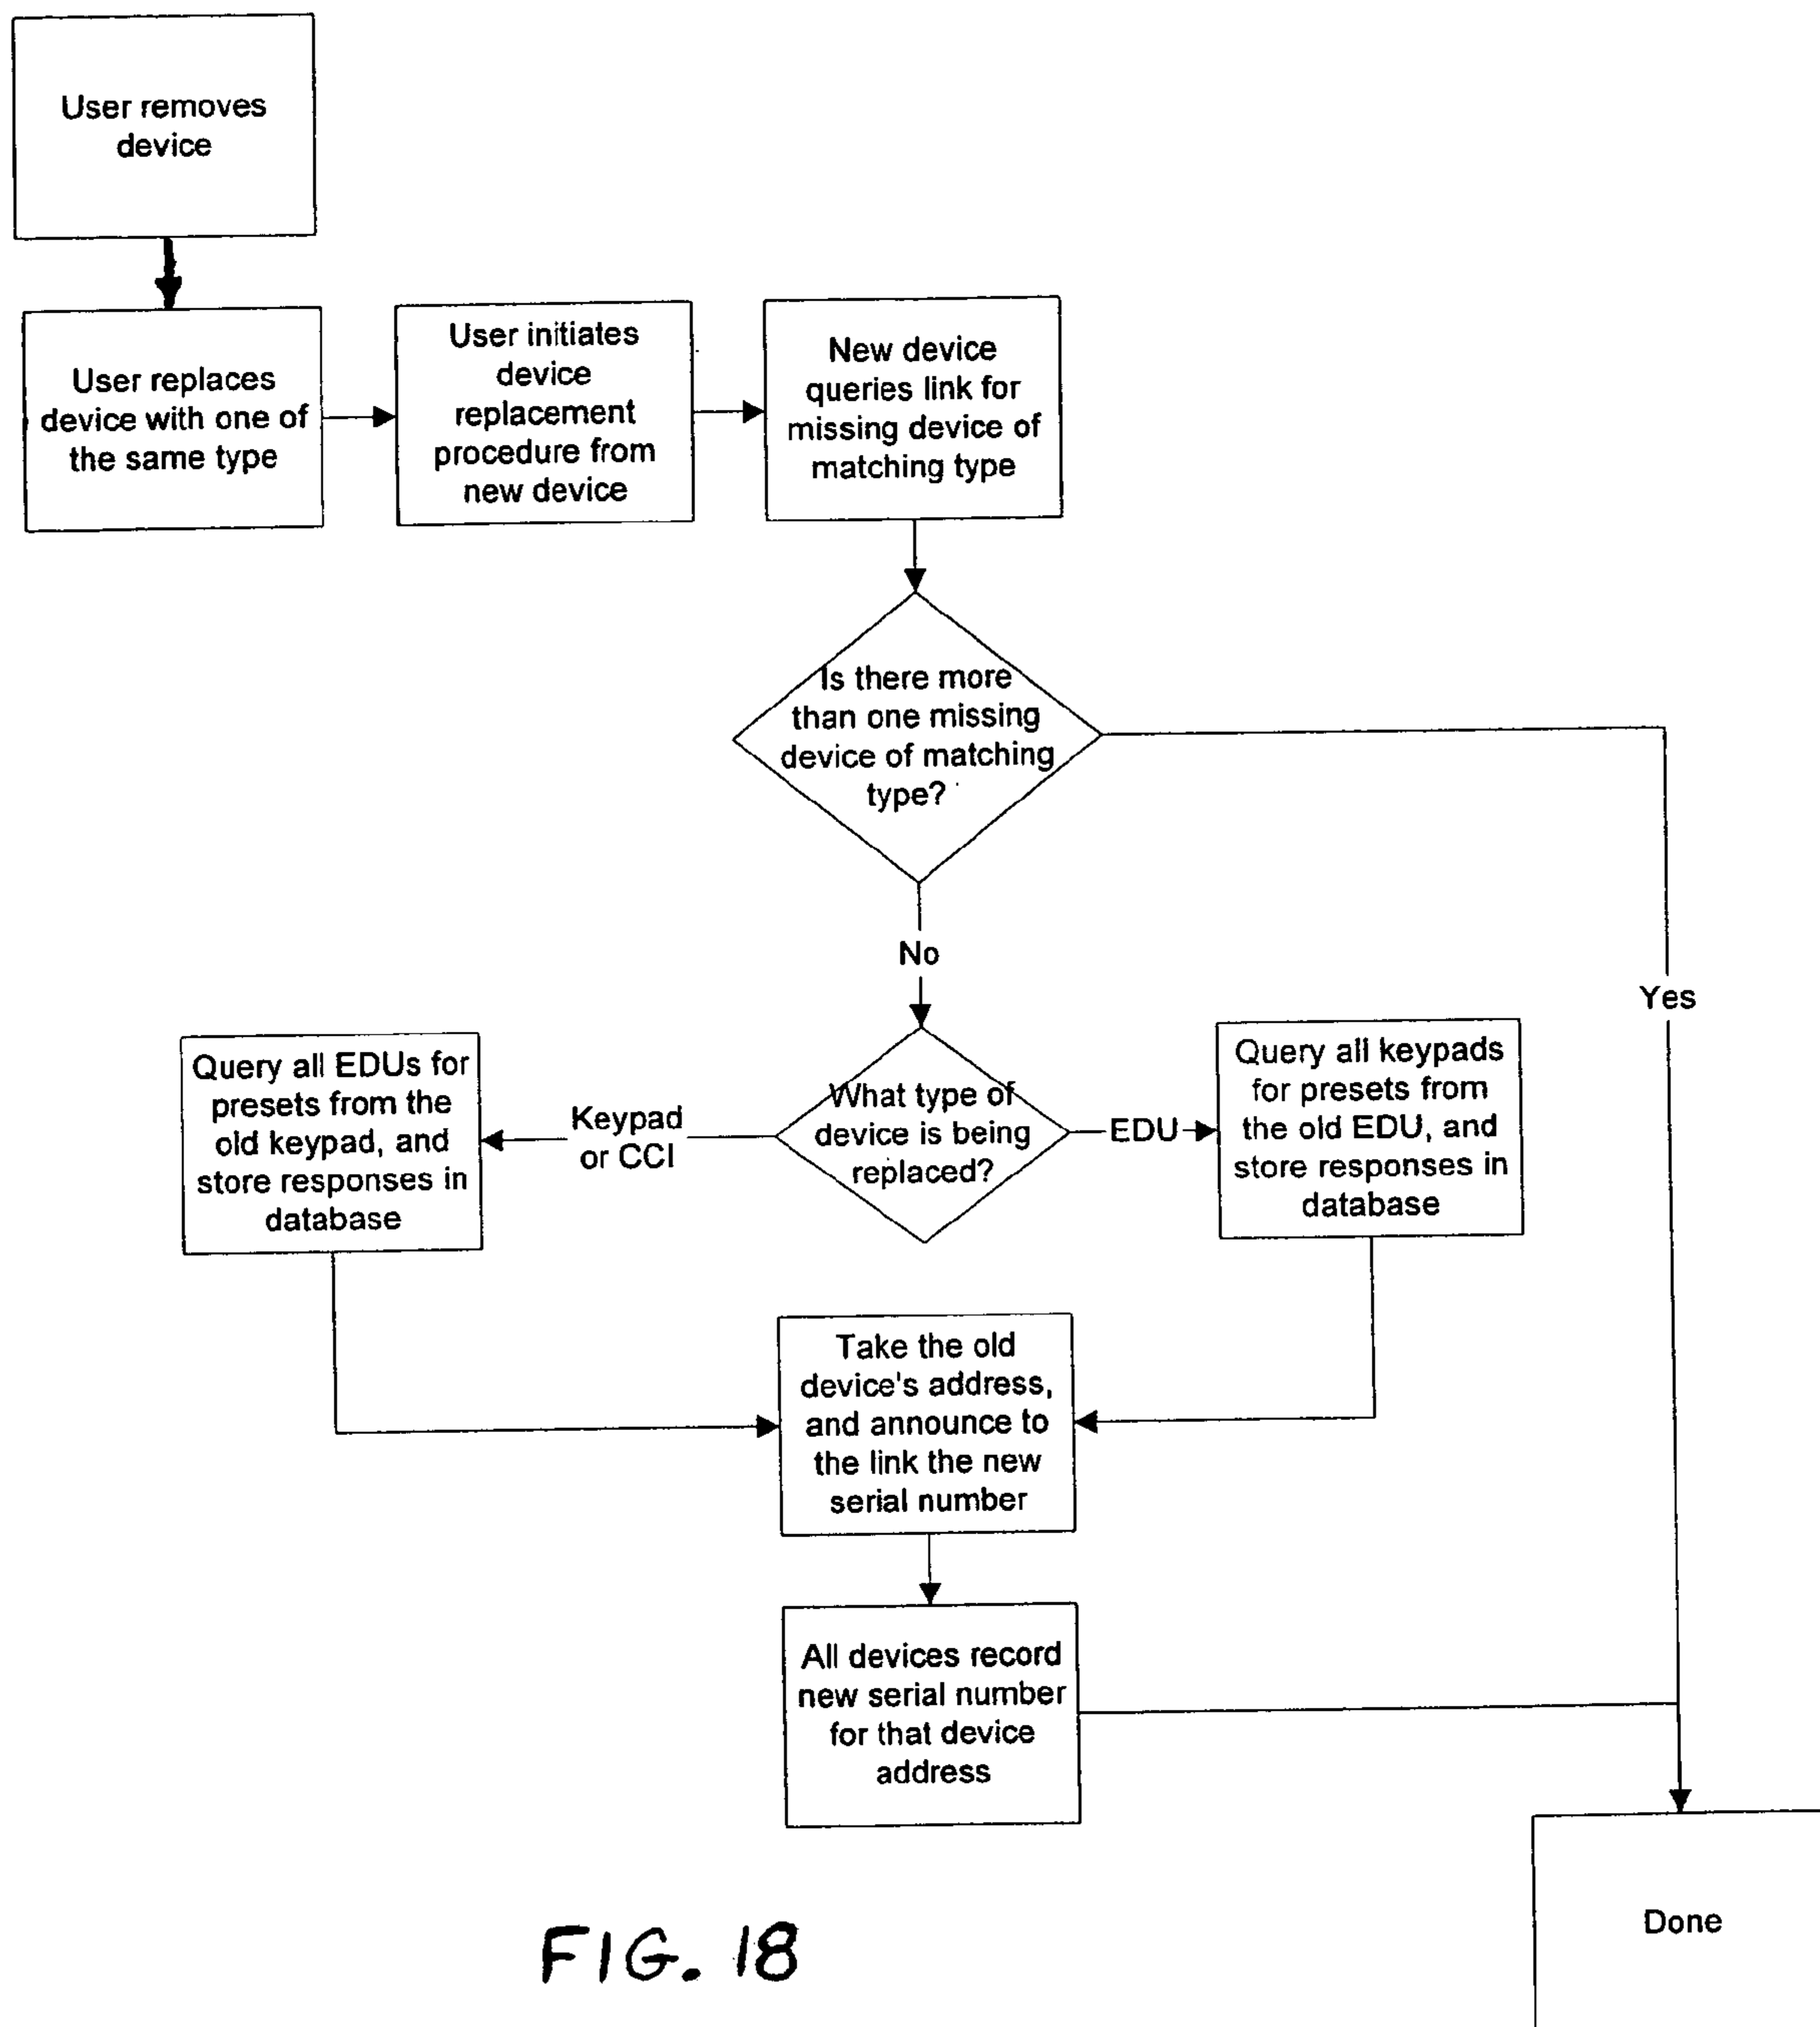 User removes
device
User replaces
device with one of
the same type
User initiates
device
replacement
procedure from
new device
New device
queries link for
missing device of
matching type
Is there more
than one missing
device of matching
type?
No
Yes
Query all EDUs for
presets from the
old keypad, and
store responses in
database
Keypad
or CCI
What type of
device is being
replaced?
EDU
Query all keypads
for presets from
the old EDU, and
store responses in
database
Take the old
device's address,
and announce to
the link the new
serial number
All devices record
new serial number
for that device
address
Done
FIG. 18